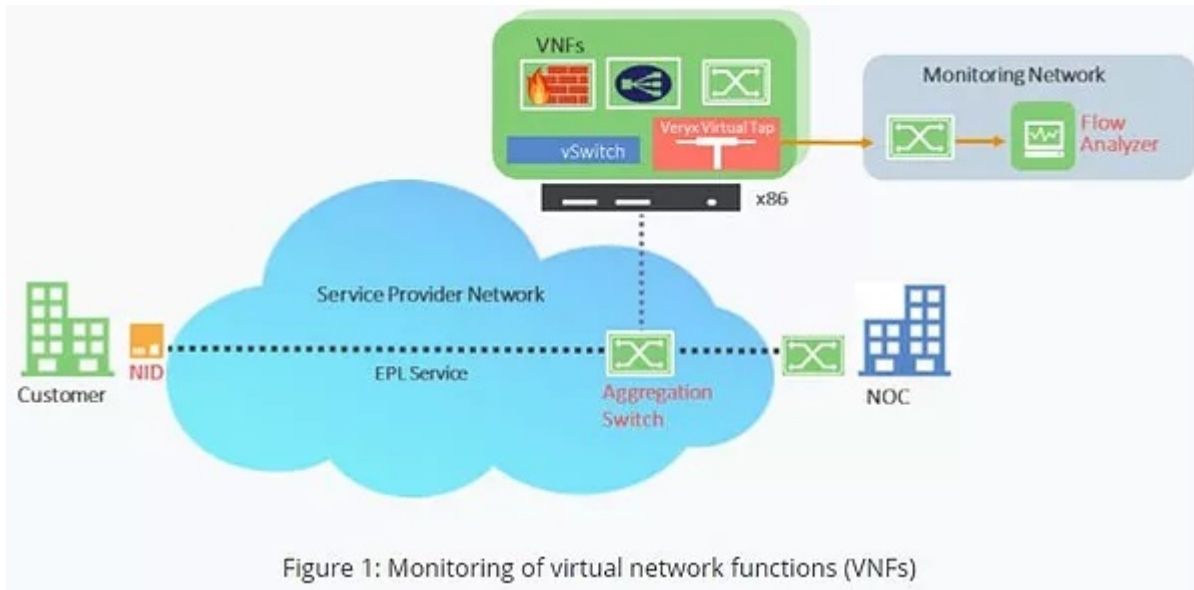 VNFs
Monitoring Network
Veryx Virtual Tap
vSwitch
Flow
Analyzer
x86
Service Provider Network
NID
EPL Service
Customer
Aggregation
Switch
NOC
Figure 1: Monitoring of virtual network functions (VNFs)